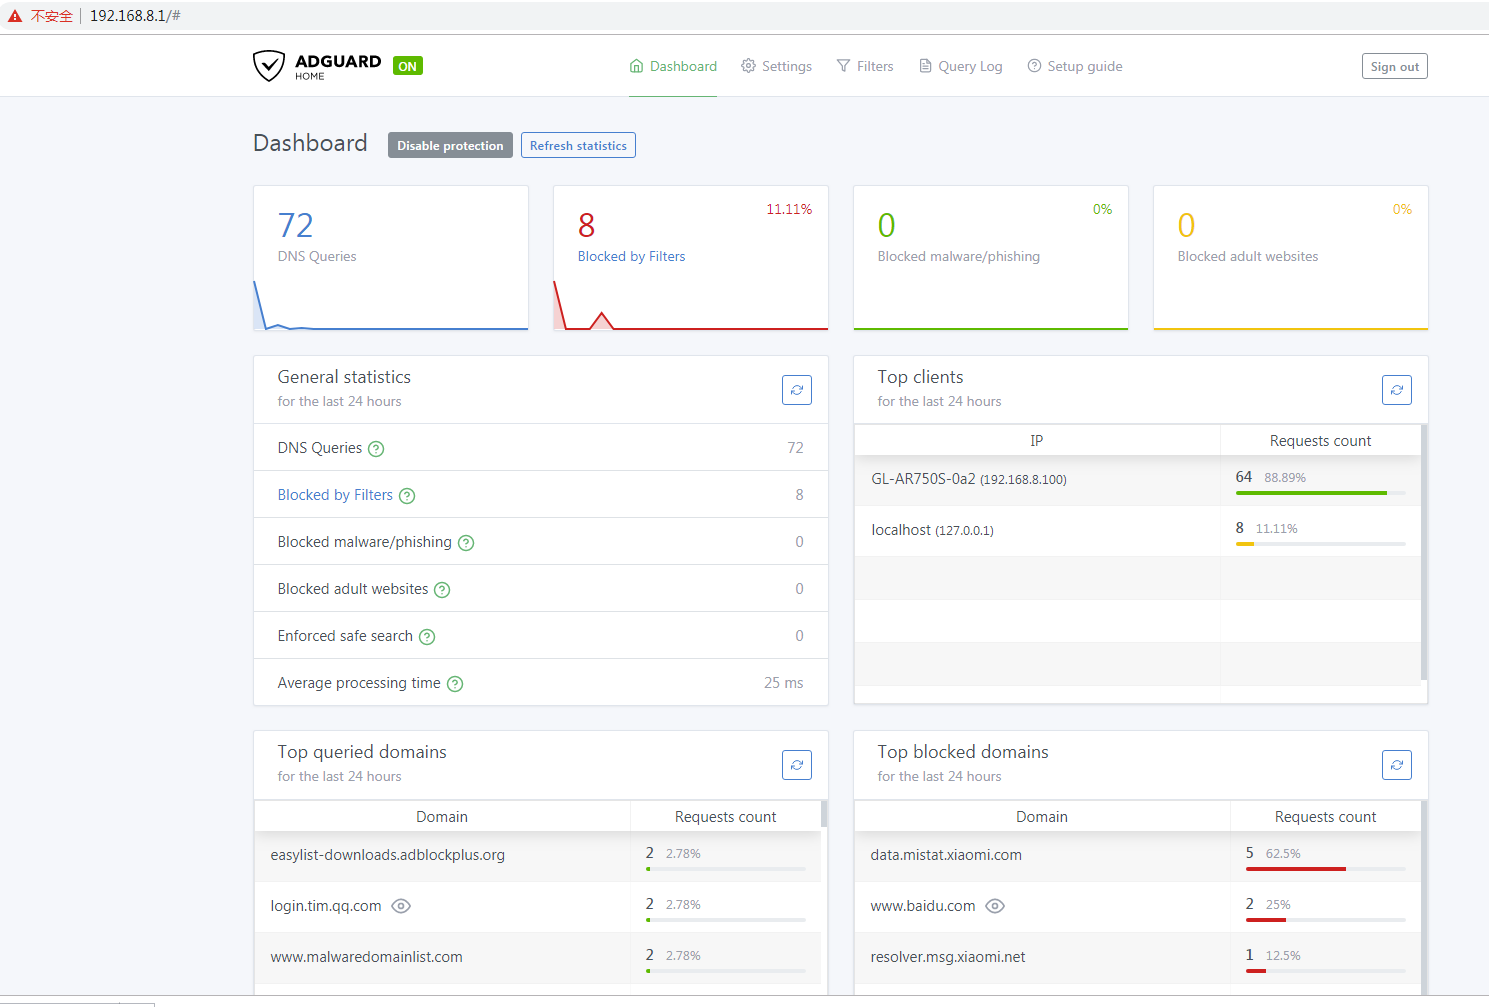 不安全 192.168.8.1/#
ADGUARD
HOME
ON
Dashboard Settings Filters Query Log Setup guide
Sign out
Dashboard Disable protection Refresh statistics
72
DNS Queries
11.11%
8
Blocked by Filters
0%
0
Blocked malware/phishing
0%
0
Blocked adult websites
General statistics
for the last 24 hours
DNS Queries 72
Blocked by Filters 8
Blocked malware/phishing 0
Blocked adult websites 0
Enforced safe search 0
Average processing time 25 ms
Top clients
for the last 24 hours
IP Requests count
GL-AR750S-0a2 (192.168.8.100) 64 88.89%
localhost (127.0.0.1) 8 11.11%
Top queried domains
for the last 24 hours
Domain Requests count
easylist-downloads.adblockplus.org 2 2.78%
login.tim.qq.com 2 2.78%
www.malwaredomainlist.com 2 2.78%
Top blocked domains
for the last 24 hours
Domain Requests count
data.mistat.xiaomi.com 5 62.5%
www.baidu.com 2 25%
resolver.msg.xiaomi.net 1 12.5%